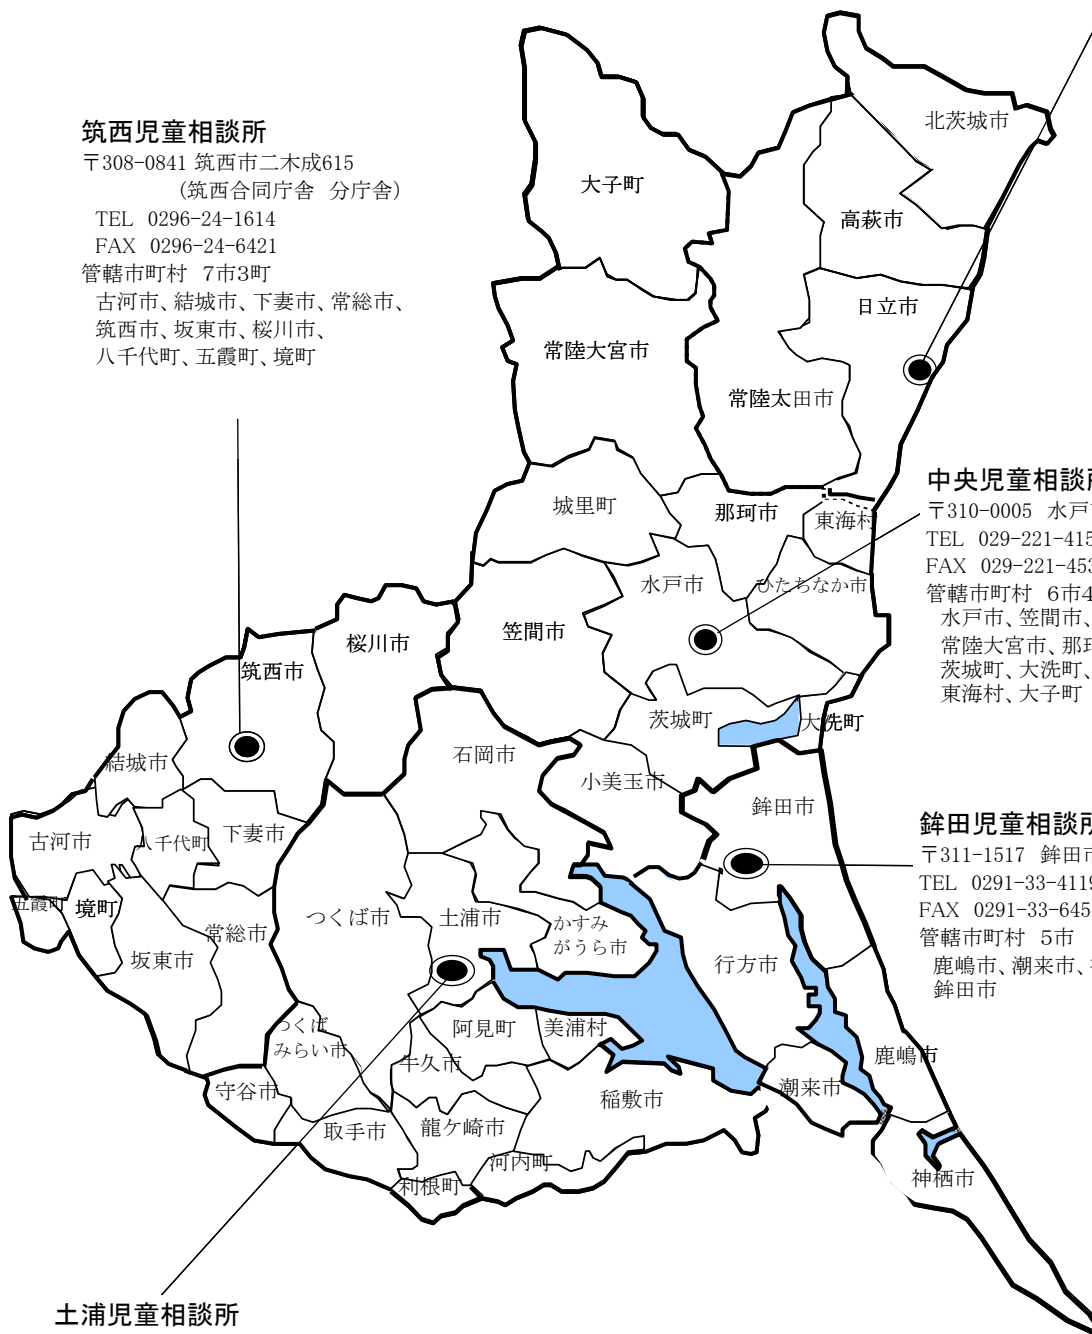 筑西児童相談所
〒308-0841 筑西市二木成615
(筑西合同庁舎 分庁舎)
TEL 0296-24-1614
FAX 0296-24-6421
管轄市町村 7市3町
古河市、結城市、下妻市、常総市、
筑西市、坂東市、桜川市、
八千代町、五霞町、境町
北茨城市
大子町
高萩市
日立市
常陸大宮市
常陸太田市
中央児童相談所
〒310-0005 水戸
TEL 029-221-415
FAX 029-221-453
管轄市町村 6市4
水戸市、笠間市、
常陸大宮市、那珂
茨城町、大洗町、
東海村、大子町
城里町
那珂市
東海村
水戸市
ひたちなか市
笠間市
桜川市
筑西市
茨城町
大洗町
石岡市
結城市
小美玉市
鉾田市
古河市
八千代町
下妻市
鉾田児童相談所
〒311-1517 鉾田市
TEL 0291-33-4119
FAX 0291-33-645
管轄市町村 5市
鹿嶋市、潮来市、
鉾田市
五霞町
境町
つくば市
土浦市
かすみ
がうら市
常総市
坂東市
行方市
つくば
みらい市
阿見町
美浦村
牛久市
鹿嶋市
守谷市
稲敷市
潮来市
取手市
龍ケ崎市
河内町
利根町
神栖市
土浦児童相談所